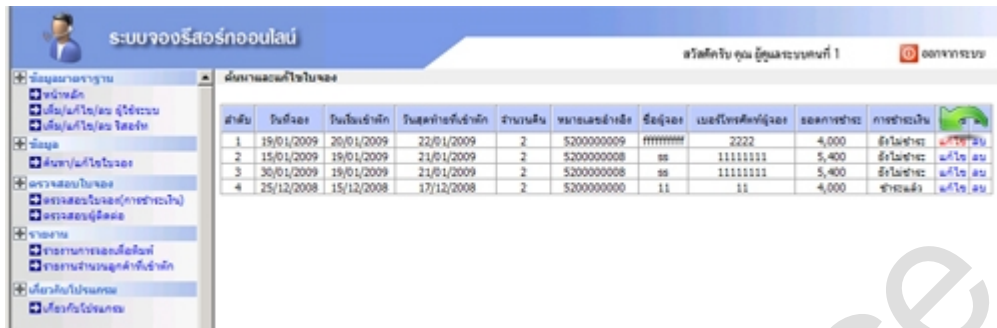 ระบบจองรีสอร์ทออนไลน์
สวัสดีครับ คุณ ผู้ดูแลระบบคนที่ 1
ออกจากระบบ
ข้อมูลมาตราฐาน
หน้าหลัก
เพิ่ม/แก้ไข/ลบ ผู้ใช้ระบบ
เพิ่ม/แก้ไข/ลบ รีสอร์ท
ข้อมูล
ค้นหา/แก้ไขใบจอง
ตรวจสอบใบจอง
ตรวจสอบใบจอง(การชำระเงิน)
ตรวจสอบผู้ติดต่อ
รายงาน
รายงานการจองเพื่อพิมพ์
รายงานจำนวนลูกค้าที่เข้าพัก
เกี่ยวกับโปรแกรม
เกี่ยวกับโปรแกรม
ค้นหาและแก้ไขใบจอง
ลำดับ วันที่จอง วันเริ่มเข้าพัก วันสุดท้ายที่เข้าพัก จำนวนคืน หมายเลขอ้างอิง ชื่อผู้จอง เบอร์โทรศัพท์ผู้จอง ยอดการชำระ การชำระเงิน
1 19/01/2009 20/01/2009 22/01/2009 2 5200000009 2222 4,000 ยังไม่ชำระ แก้ไข ลบ
2 15/01/2009 19/01/2009 21/01/2009 2 5200000008 ss 11111111 5,400 ยังไม่ชำระ แก้ไข ลบ
3 30/01/2009 19/01/2009 21/01/2009 2 5200000008 ss 11111111 5,400 ยังไม่ชำระ แก้ไข ลบ
4 25/12/2008 15/12/2008 17/12/2008 2 5200000000 11 11 4,000 ชำระแล้ว แก้ไข ลบ